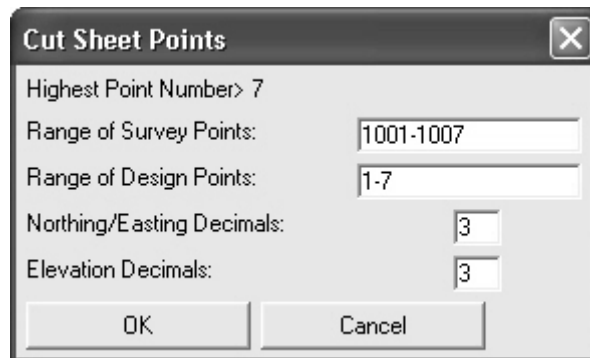 Cut Sheet Points
Highest Point Number> 7
Range of Survey Points: 1001-1007
Range of Design Points: 1-7
Northing/Easting Decimals: 3
Elevation Decimals: 3
OK Cancel